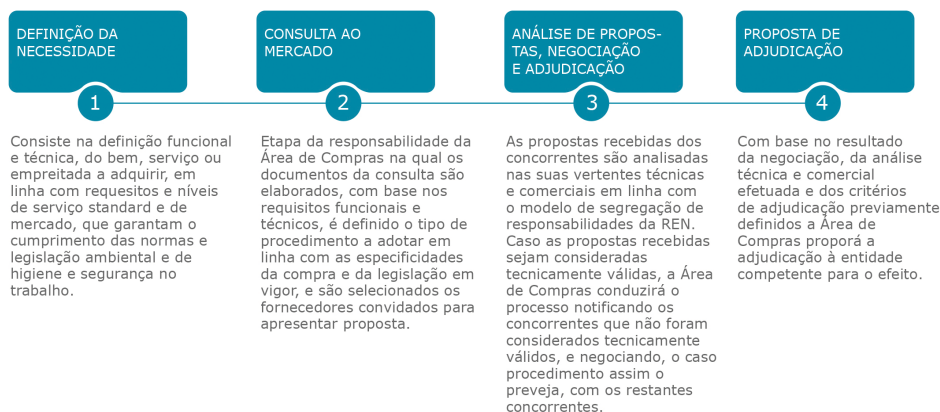 DEFINIÇÃO DA
NECESSIDADE
1
Consiste na definição funcional
e técnica, do bem, serviço ou
empreitada a adquirir, em
linha com requesitos e níveis
de serviço standard e de
mercado, que garantam o
cumprimento das normas e
legislação ambiental e de
higiene e segurança no
trabalho.
CONSULTA AO
MERCADO
2
Etapa da responsabilidade da
Área de Compras na qual os
documentos da consulta são
elaborados, com base nos
requisitos funcionais e
técnicos, é definido o tipo de
procedimento a adotar em
linha com as especificidades
da compra e da legislação em
vigor, e são selecionados os
fornecedores convidados para
apresentar proposta.
ANÁLISE DE PROPOS-
TAS, NEGOCIAÇÃO
E ADJUDICAÇÃO
3
As propostas recebidas dos
concorrentes são analisadas
nas suas vertentes técnicas
e comerciais em linha com
o modelo de segregação de
responsabilidades da REN.
Caso as propostas recebidas
sejam consideradas
tecnicamente válidas, a Área
de Compras conduzirá o
processo notificando os
concorrentes que não foram
considerados tecnicamente
válidos, e negociando, o caso
procedimento assim o
preveja, com os restantes
concorrentes.
PROPOSTA DE
ADJUDICAÇÃO
4
Com base no resultado
da negociação, da análise
técnica e comercial
efetuada e dos critérios
de adjudicação previamente
definidos a Área de
Compras proporá a
adjudicação à entidade
competente para o efeito.